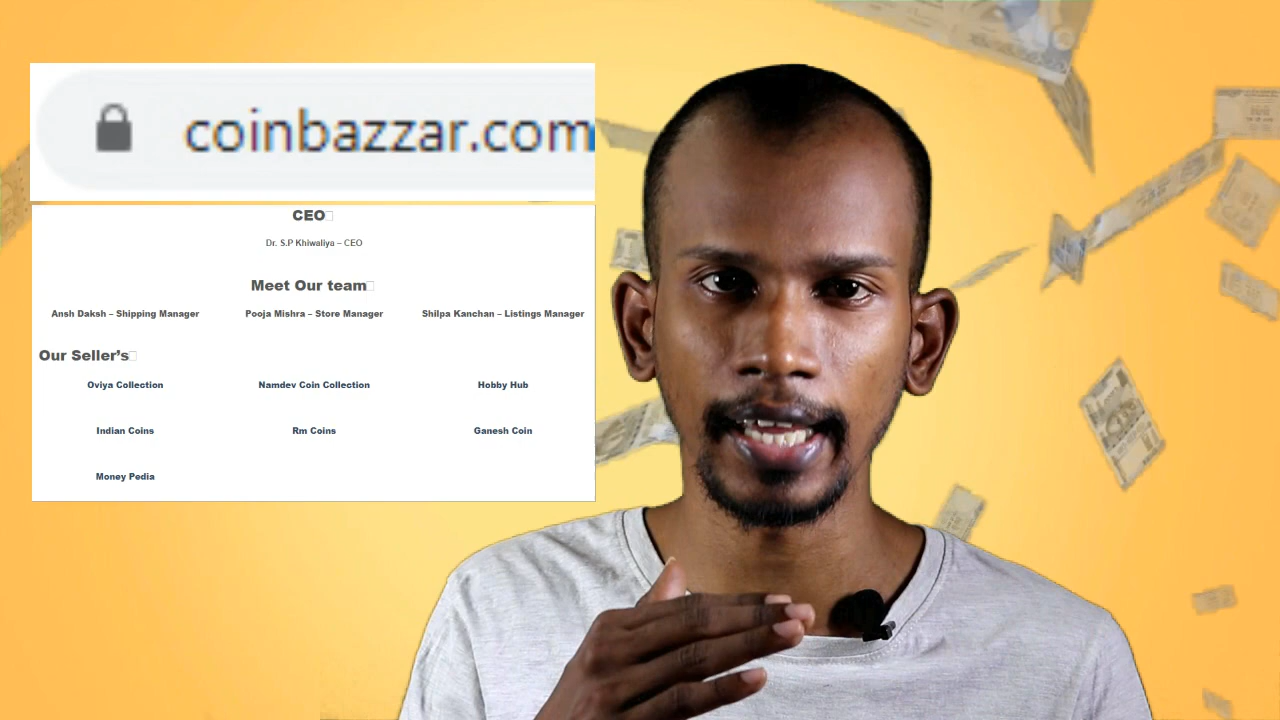 coinbazzar.com
CEO
Dr. S.P Khiwaliya – CEO
Meet Our team
Ansh Daksh – Shipping Manager Pooja Mishra – Store Manager Shilpa Kanchan – Listings Manager
Our Seller's
Oviya Collection Namdev Coin Collection Hobby Hub
Indian Coins Rm Coins Ganesh Coin
Money Pedia